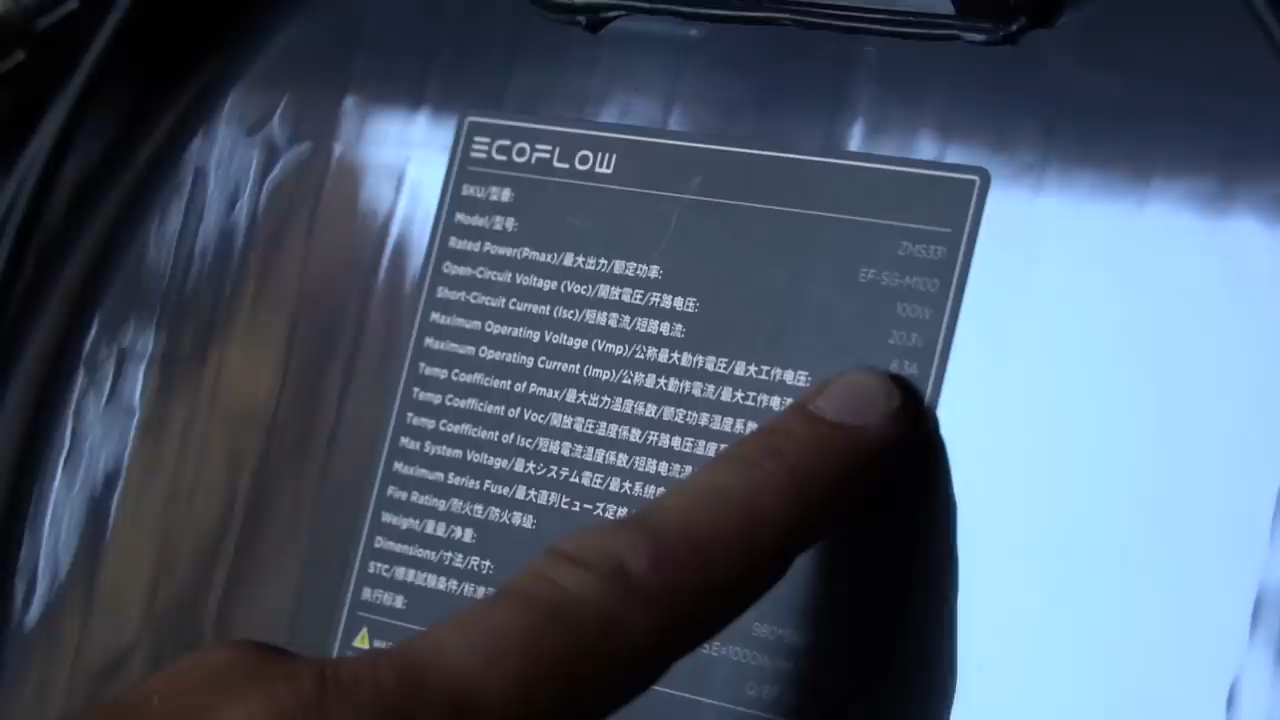 ECOFLOW
SKU/型番: ZMS331
Model/型号: EF-SG-M100
Rated Power(Pmax)/最大出力/额定功率: 100W
Open-Circuit Voltage (Voc)/開放電圧/开路电压: 20.3V
Short-Circuit Current (Isc)/短絡電流/短路电流: 6.3A
Maximum Operating Voltage (Vmp)/公称最大動作電圧/最大工作电压:
Maximum Operating Current (Imp)/公称最大動作電流/最大工作电流
Temp Coefficient of Pmax/最大出力温度係数/额定功率温度系数
Temp Coefficient of Voc/開放電圧温度係数/开路电压温度
Temp Coefficient of Isc/短絡電流温度係数/短路电流温
Max System Voltage/最大システム電圧/最大系统
Maximum Series Fuse/最大直列ヒューズ定格
Fire Rating/耐火性/防火等级:
Weight/重量/净重:
Dimensions/寸法/尺寸: 980*
STC/標準試験条件/标准 E=1000W
执行标准: